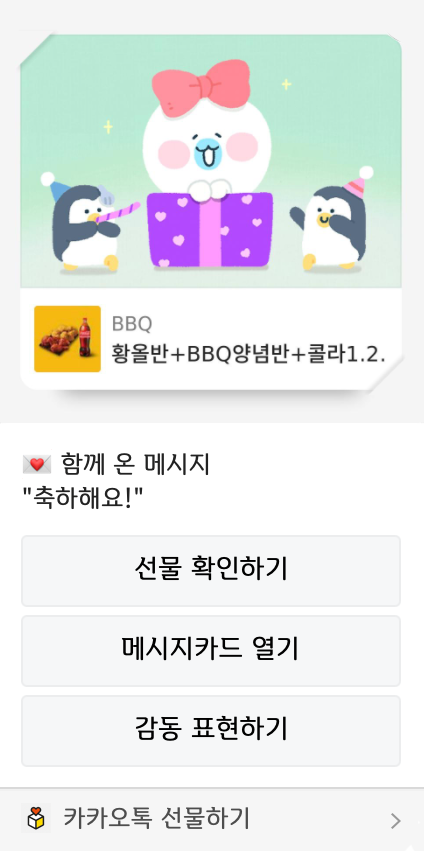 BBQ
황올반+BBQ양념반+콜라1.2.
💌 함께 온 메시지
"축하해요!"
선물 확인하기
메시지카드 열기
감동 표현하기
카카오톡 선물하기